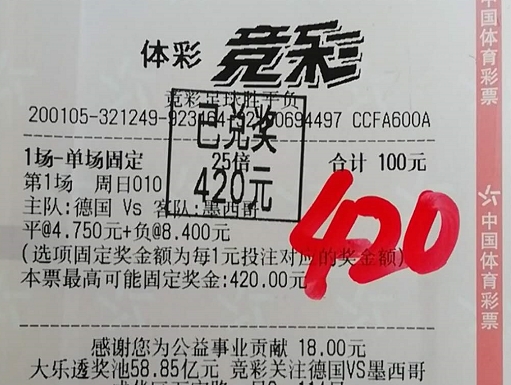 体彩 竞彩
竞彩足球胜平负
CCFA600A
已兑奖
420元
1场-单场固定 25倍 合计 100元
第1场 周日010
主队:德国 Vs 客队:墨西哥
平@4.750元+负@8.400元
(选项固定奖金额为每1元投注对应的奖金额)
本票最高可能固定奖金:420.00元
420
感谢您为公益事业贡献 18.00元
大乐透奖池58.85亿元 竞彩关注德国VS墨西哥
中国体育彩票
中国体育彩票